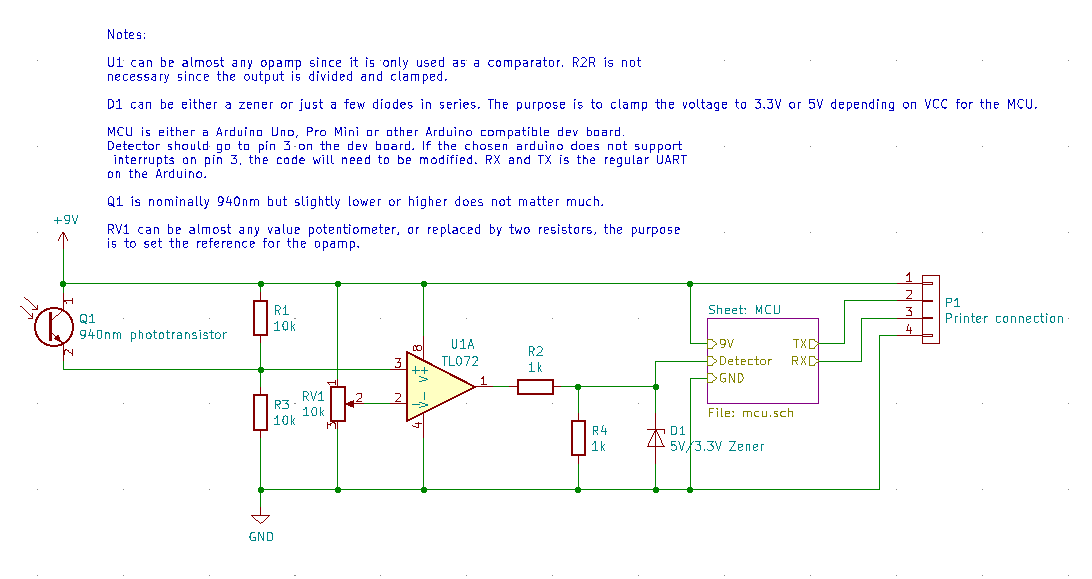 Notes:
U1 can be almost any opamp since it is only used as a comparator. R2R is not
necessary since the output is divided and clamped.
D1 can be either a zener or just a few diodes in series. The purpose is to clamp the voltage to 3.3V or 5V depending on VCC for the MCU.
MCU is either a Arduino Uno, Pro Mini or other Arduino compatible dev board.
Detector should go to pin 3 on the dev board. If the chosen arduino does not support
interrupts on pin 3, the code will need to be modified. RX and TX is the regular UART
on the Arduino.
Q1 is nominally 940nm but slightly lower or higher does not matter much.
RV1 can be almost any value potentiometer, or replaced by two resistors, the purpose
is to set the reference for the opamp.
+9V
1
Q1
940nm phototransistor
2
R1
10k
R3
10k
RV1
10k
1
2
3
U1A
TL072
8
3
+
V+
2
-
V-
4
1
R2
1k
R4
1k
D1
5V/3.3V Zener
Sheet: MCU
9V
Detector
GND
TX
RX
File: mcu.sch
1
2
3
4
P1
Printer connection
GND